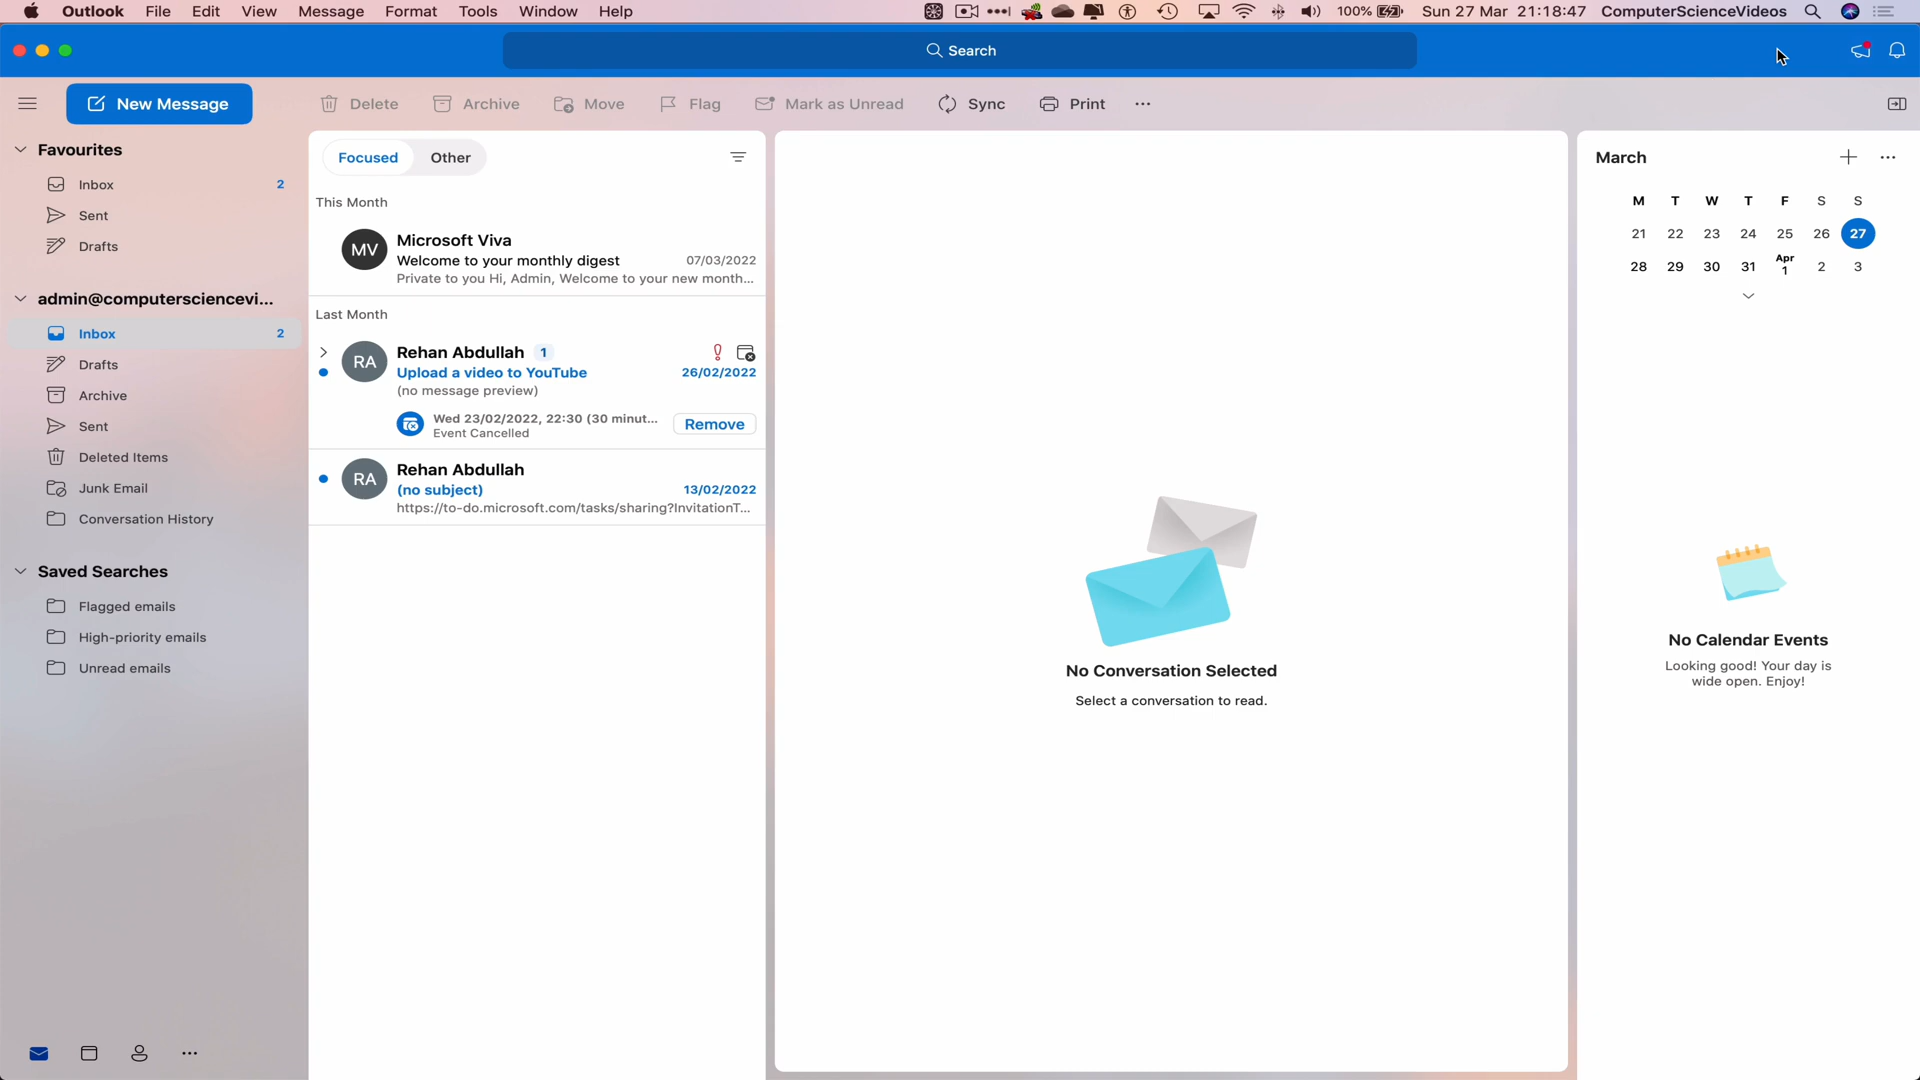 Outlook File Edit View Message Format Tools Window Help 100% Sun 27 Mar 21:18:47 ComputerScienceVideos
Search
New Message Delete Archive Move Flag Mark as Unread Sync Print
Favourites
Inbox 2
Sent
Drafts
admin@computersciencevi...
Inbox 2
Drafts
Archive
Sent
Deleted Items
Junk Email
Conversation History
Saved Searches
Flagged emails
High-priority emails
Unread emails
Focused Other
This Month
MV
Microsoft Viva
Welcome to your monthly digest 07/03/2022
Private to you Hi, Admin, Welcome to your new month...
Last Month
RA
Rehan Abdullah 1
Upload a video to YouTube 26/02/2022
(no message preview)
Wed 23/02/2022, 22:30 (30 minut...
Event Cancelled
Remove
RA
Rehan Abdullah
(no subject) 13/02/2022
https://to-do.microsoft.com/tasks/sharing?InvitationT...
No Conversation Selected
Select a conversation to read.
March
M T W T F S S
21 22 23 24 25 26 27
28 29 30 31 Apr 1 2 3
No Calendar Events
Looking good! Your day is
wide open. Enjoy!